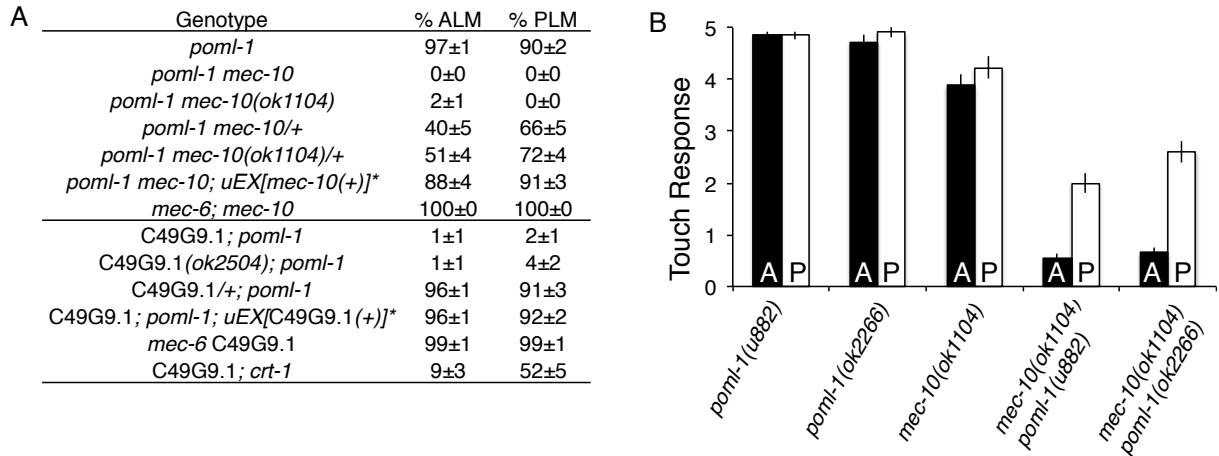 A
Genotype % ALM % PLM
poml-1 97±1 90±2
poml-1 mec-10 0±0 0±0
poml-1 mec-10(ok1104) 2±1 0±0
poml-1 mec-10/+ 40±5 66±5
poml-1 mec-10(ok1104)/+ 51±4 72±4
poml-1 mec-10; uEX[mec-10(+)]* 88±4 91±3
mec-6; mec-10 100±0 100±0
C49G9.1; poml-1 1±1 2±1
C49G9.1(ok2504); poml-1 1±1 4±2
C49G9.1/+; poml-1 96±1 91±3
C49G9.1; poml-1; uEX[C49G9.1(+)]* 96±1 92±2
mec-6 C49G9.1 99±1 99±1
C49G9.1; crt-1 9±3 52±5
B
Touch Response
5
4
3
2
1
0
A P A P A P A P A P
poml-1(u882)
poml-1(ok2266)
mec-10(ok1104)
mec-10(ok1104)
poml-1(u882)
mec-10(ok1104)
poml-1(ok2266)